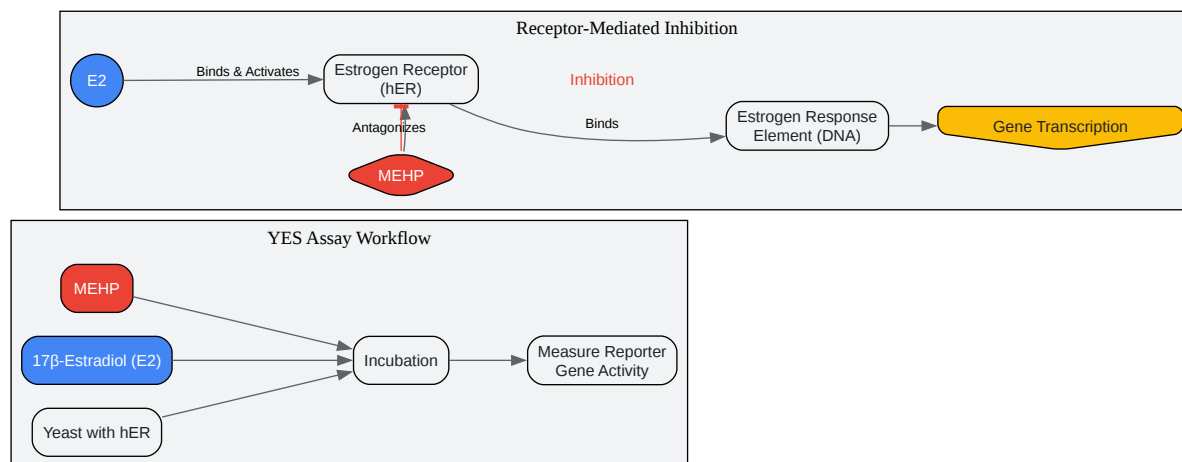 Receptor-Mediated Inhibition
E2
Binds & Activates
Estrogen Receptor
(hER)
Inhibition
Antagonizes
Binds
Estrogen Response
Element (DNA)
Gene Transcription
MEHP
YES Assay Workflow
MEHP
17β-Estradiol (E2)
Yeast with hER
Incubation
Measure Reporter
Gene Activity